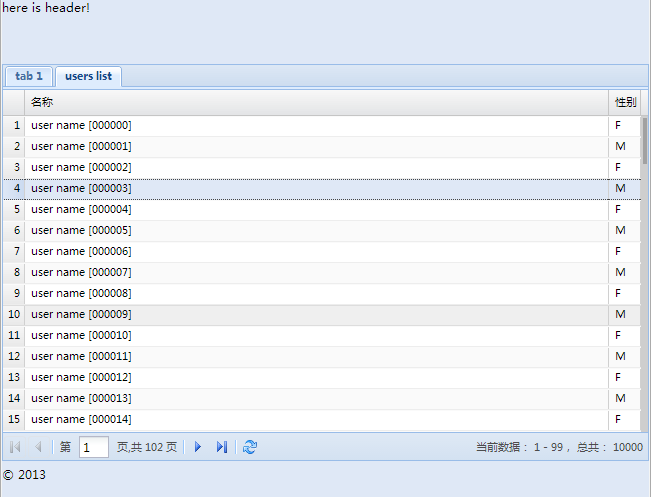 here is header!
tab 1 users list
名称 性别
1 user name [000000] F
2 user name [000001] M
3 user name [000002] F
4 user name [000003] M
5 user name [000004] F
6 user name [000005] M
7 user name [000006] F
8 user name [000007] M
9 user name [000008] F
10 user name [000009] M
11 user name [000010] F
12 user name [000011] M
13 user name [000012] F
14 user name [000013] M
15 user name [000014] F
第 1 页,共 102 页 当前数据： 1 - 99 ，总共： 10000
© 2013